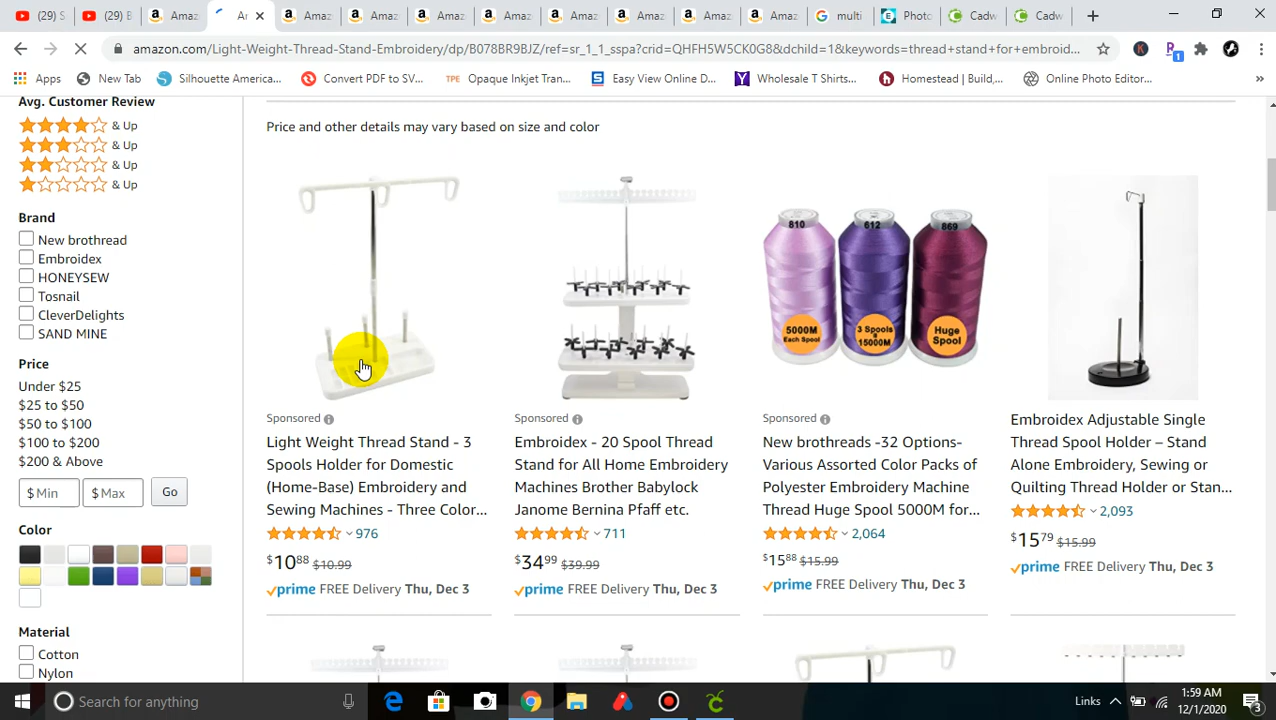 (29) S
(29) E
Amaz
Ar
Amaz
Amaz
Amaz
Amaz
Amaz
Amaz
Amaz
Amaz
multi
Photo
Cadw
Cadw
amazon.com/Light-Weight-Thread-Stand-Embroidery/dp/B078BR9BJZ/ref=sr_1_1_sspa?crid=QHFH5W5CK0G8&dchild=1&keywords=thread+stand+for+embroid...
Apps
New Tab
Silhouette America...
Convert PDF to SV...
TPE Opaque Inkjet Tran...
Easy View Online D...
Wholesale T Shirts...
Homestead | Build,...
Online Photo Editor...
»
Avg. Customer Review
& Up
& Up
& Up
& Up
Brand
New brothread
Embroidex
HONEYSEW
Tosnail
CleverDelights
SAND MINE
Price
Under $25
$25 to $50
$50 to $100
$100 to $200
$200 & Above
$ Min
$ Max
Go
Color
Material
Cotton
Nylon
Price and other details may vary based on size and color
Sponsored
Light Weight Thread Stand - 3
Spools Holder for Domestic
(Home-Base) Embroidery and
Sewing Machines - Three Color...
976
$10 88 $10.99
prime FREE Delivery Thu, Dec 3
Sponsored
Embroidex - 20 Spool Thread
Stand for All Home Embroidery
Machines Brother Babylock
Janome Bernina Pfaff etc.
711
$34 99 $39.99
prime FREE Delivery Thu, Dec 3
810
612
869
5000M
Each Spool
3 Spools
=
15000M
Huge
Spool
Sponsored
New brothreads -32 Options-
Various Assorted Color Packs of
Polyester Embroidery Machine
Thread Huge Spool 5000M for...
2,064
$15 88 $15.99
prime FREE Delivery Thu, Dec 3
Embroidex Adjustable Single
Thread Spool Holder – Stand
Alone Embroidery, Sewing or
Quilting Thread Holder or Stan...
2,093
$15 79 $15.99
prime FREE Delivery Thu, Dec 3
Search for anything
Links
1:59 AM
12/1/2020
3